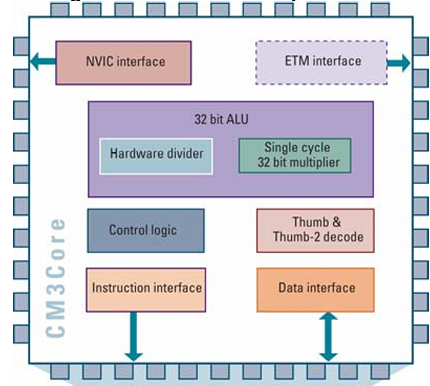 NVIC interface
ETM interface
32 bit ALU
Hardware divider
Single cycle
32 bit multiplier
Control logic
Thumb &
Thumb-2 decode
Instruction interface
Data interface
CM3Core